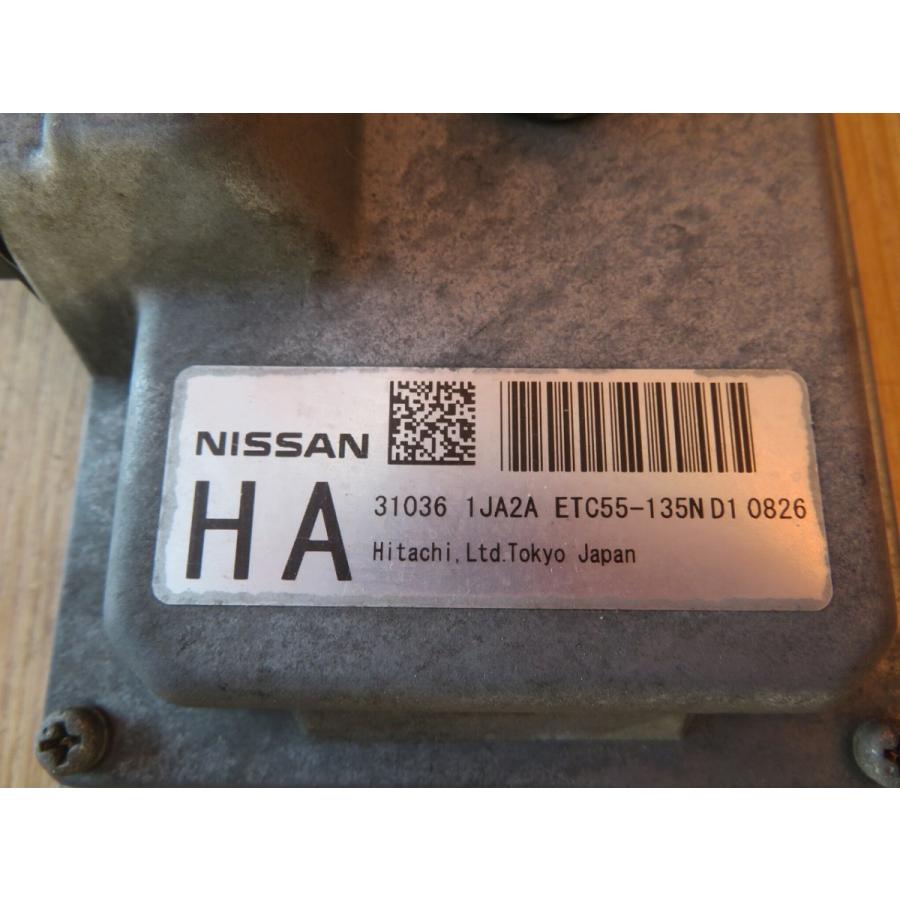 NISSAN
HA 31036 1JA2A ETC55-135N D1 0826
Hitachi,Ltd.Tokyo Japan